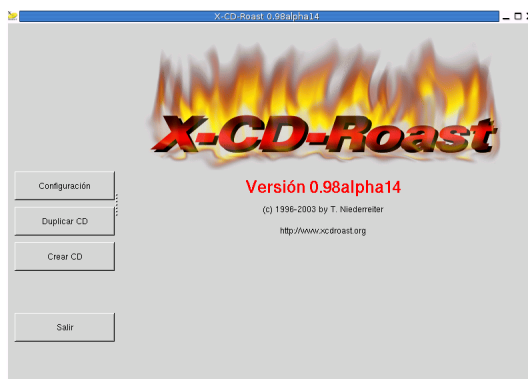 X-CD-Roast 0.98alpha14
X-CD-Roast
Configuración
Duplicar CD
Crear CD
Salir
Versión 0.98alpha14
(c) 1996-2003 by T. Niederreiter
http://www.xcdroast.org